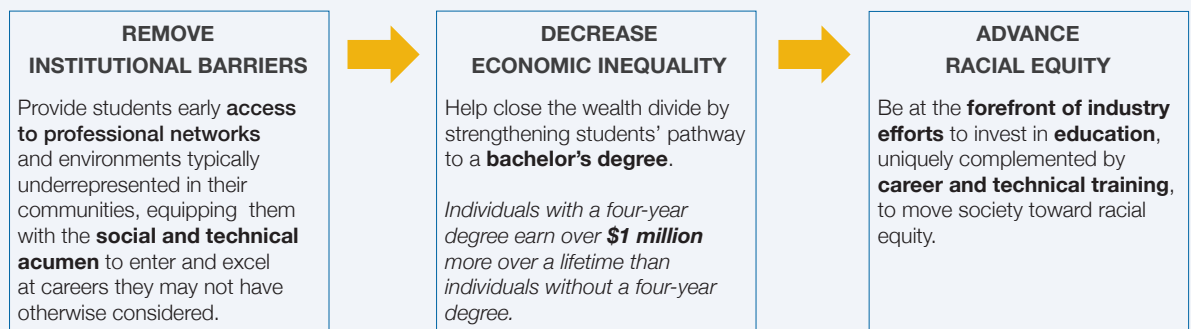 REMOVE
INSTITUTIONAL BARRIERS
Provide students early access
to professional networks
and environments typically
underrepresented in their
communities, equipping them
with the social and technical
acumen to enter and excel
at careers they may not have
otherwise considered.
DECREASE
ECONOMIC INEQUALITY
Help close the wealth divide by
strengthening students’ pathway
to a bachelor’s degree.
Individuals with a four-year
degree earn over $1 million
more over a lifetime than
individuals without a four-year
degree.
ADVANCE
RACIAL EQUITY
Be at the forefront of industry
efforts to invest in education,
uniquely complemented by
career and technical training,
to move society toward racial
equity.